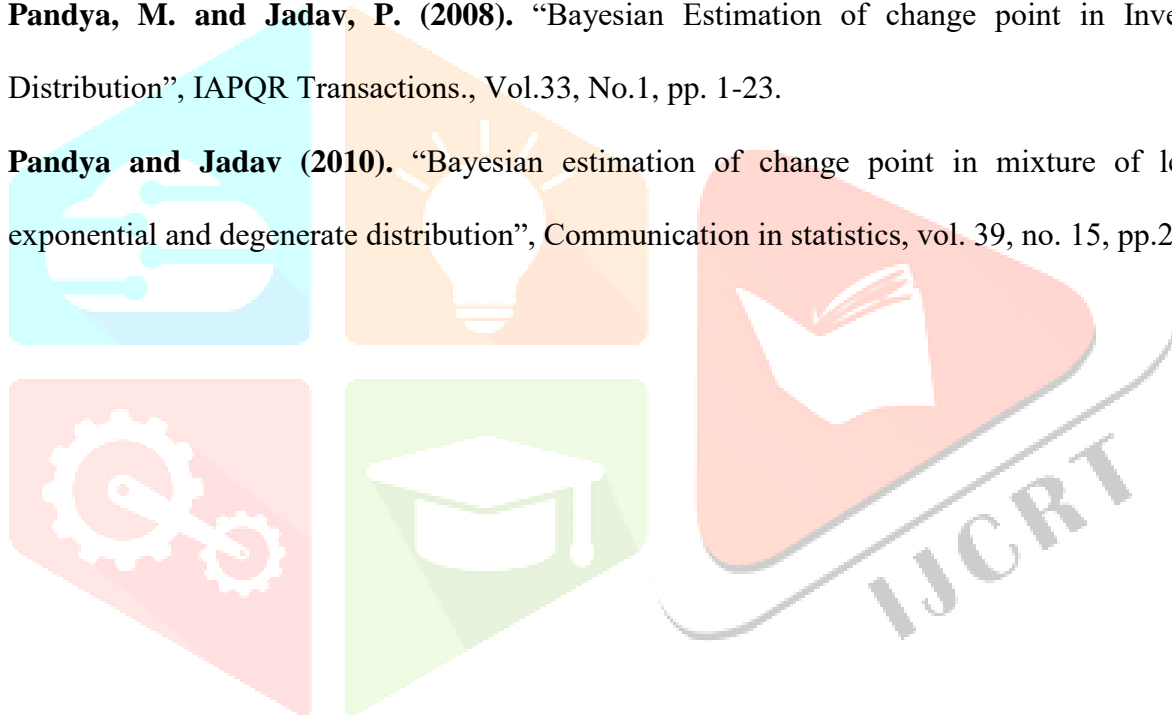 Pandya, M. and Jadav, P. (2008). “Bayesian Estimation of change point in
Distribution”, IAPQR Transactions., Vol.33, No.1, pp. 1-23.
Pandya and Jadav (2010). “Bayesian estimation of change point in mixture of
exponential and degenerate distribution”, Communication in statistics, vol. 39, no. 15, pp.2
IJCRT